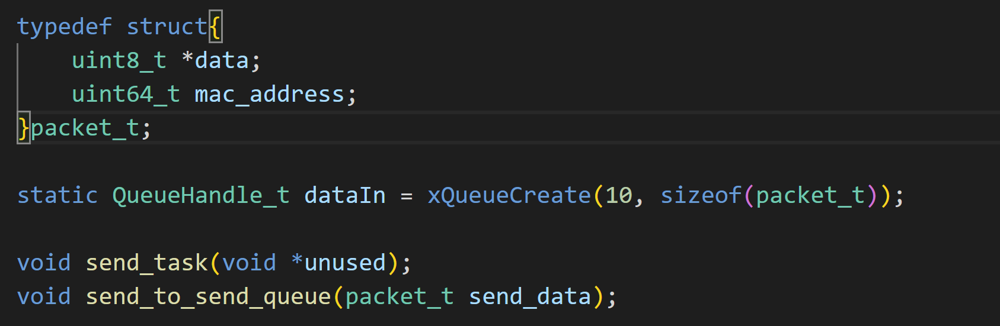 typedef struct{
    uint8_t *data;
    uint64_t mac_address;
}packet_t;
static QueueHandle_t dataIn = xQueueCreate(10, sizeof(packet_t));
void send_task(void *unused);
void send_to_send_queue(packet_t send_data);